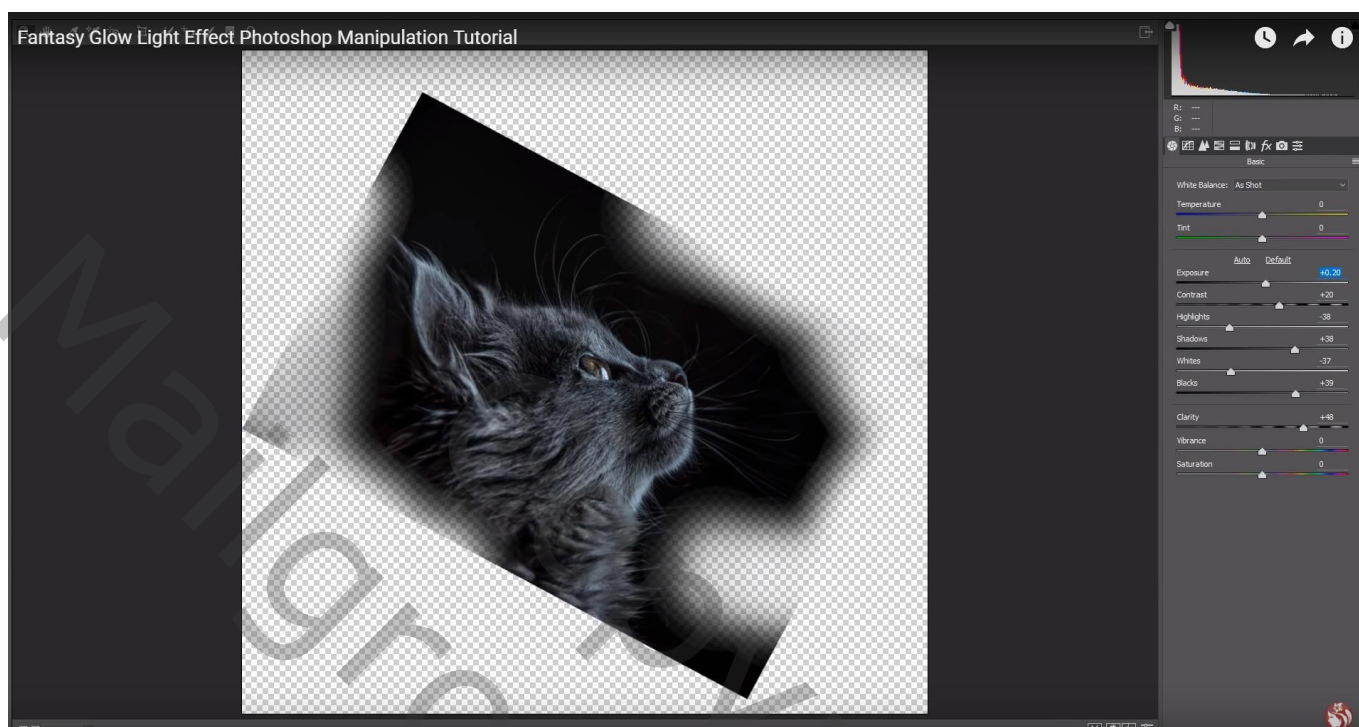 Fantasy Glow Light Effect Photoshop Manipulation Tutorial
R: ---
G: ---
B: ---
fx
Basic
White Balance: As Shot
Temperature 0
Tint 0
Auto Default
Exposure +0.20
Contrast +20
Highlights -38
Shadows +38
Whites -37
Blacks +39
Clarity +48
Vibrance 0
Saturation 0